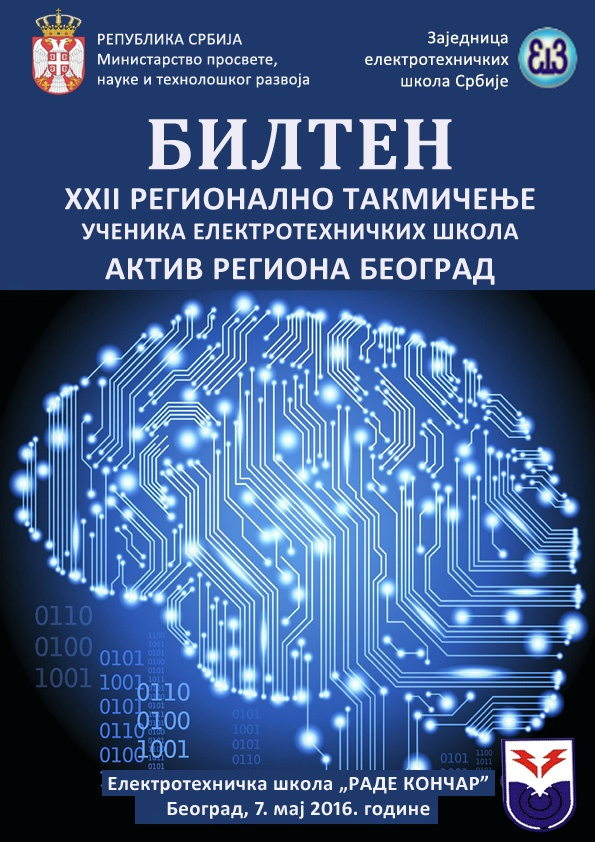 РЕПУБЛИКА СРБИЈА
Министарство просвете,
науке и технолошког развоја
Заједница
електротехничких
школа Србије
БИЛТЕН
XXII РЕГИОНАЛНО ТАКМИЧЕЊЕ
УЧЕНИКА ЕЛЕКТРОТЕХНИЧКИХ ШКОЛА
АКТИВ РЕГИОНА БЕОГРАД
0110
0100
1001
0101
1001
0101
0110
0100
0110
0100
1001
0101
Електротехничка школа „РАДЕ КОНЧАР”
Београд, 7. мај 2016. године